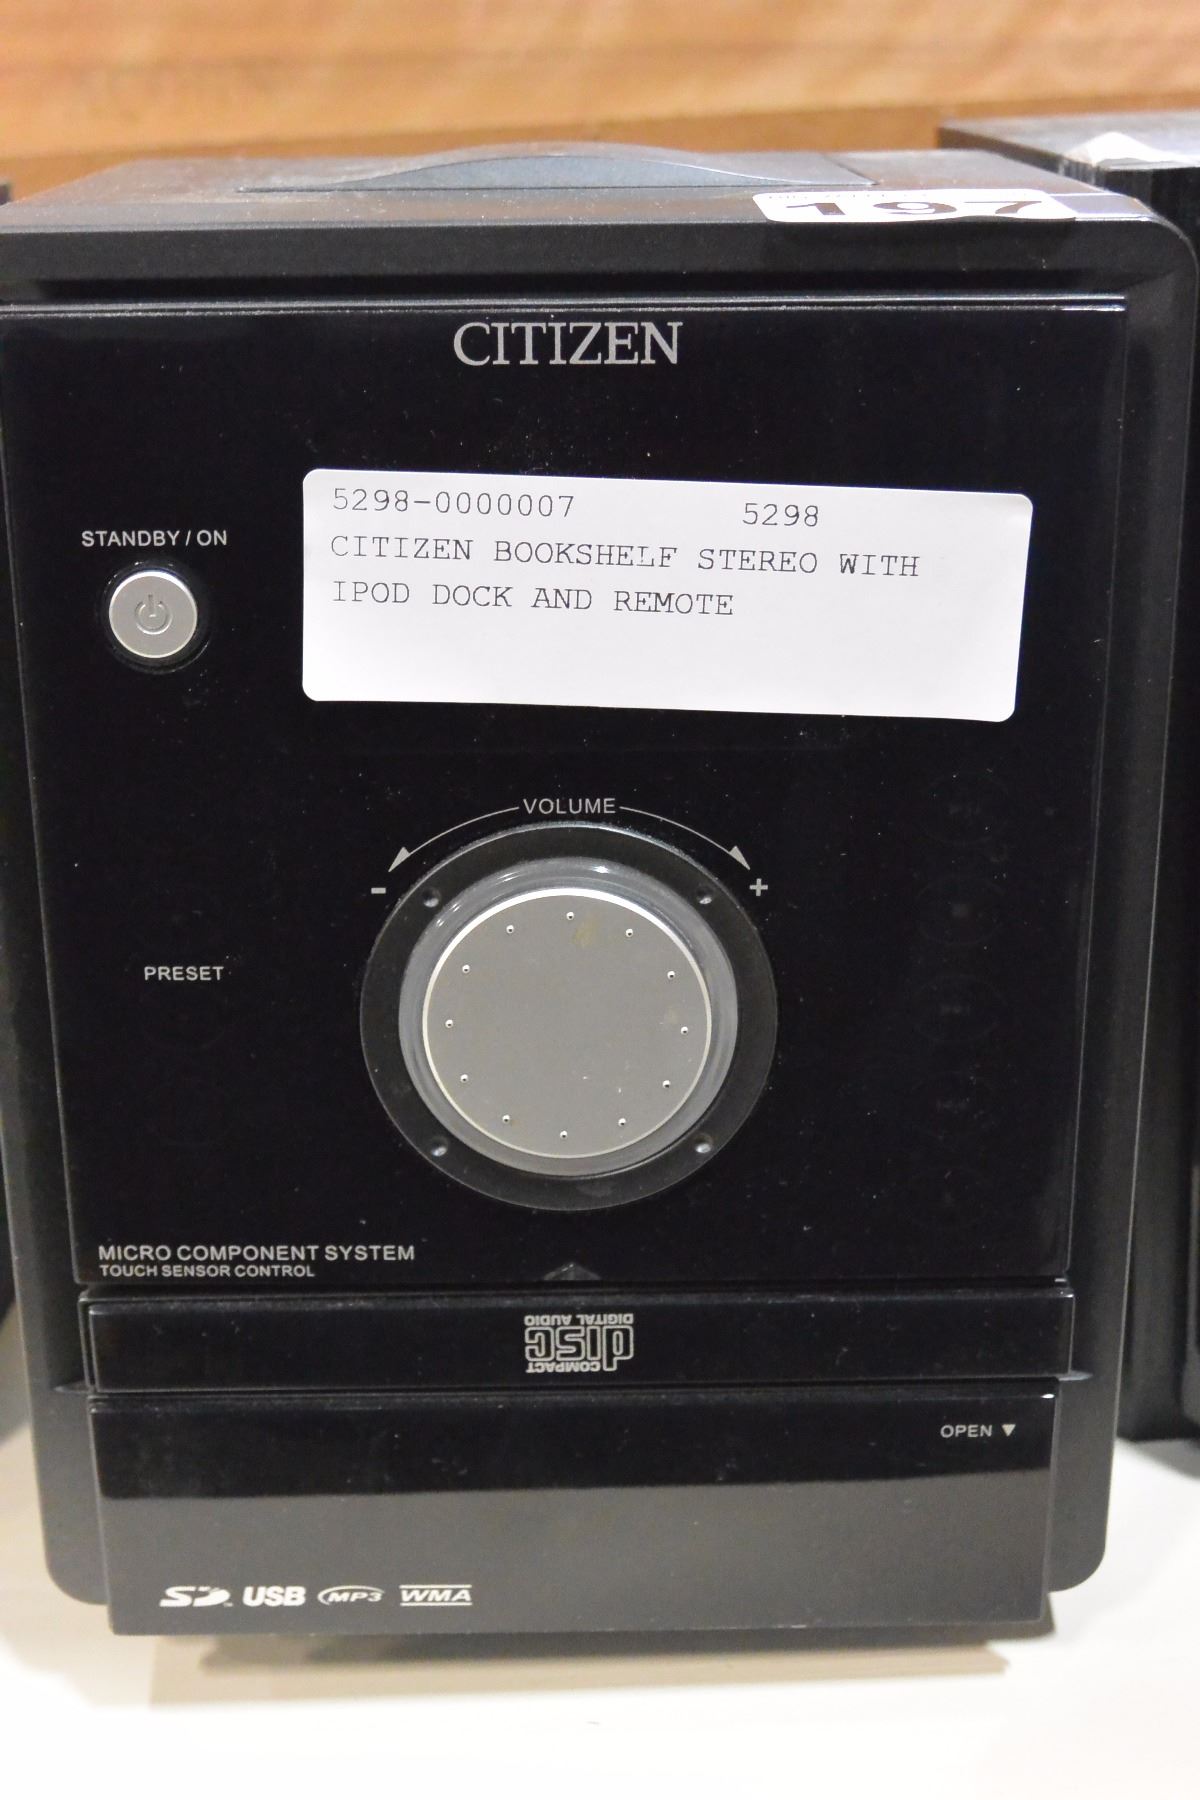 197
CITIZEN
5298-0000007 5298
CITIZEN BOOKSHELF STEREO WITH
IPOD DOCK AND REMOTE
STANDBY / ON
VOLUME
- +
PRESET
MICRO COMPONENT SYSTEM
TOUCH SENSOR CONTROL
COMPACT
disc
DIGITAL AUDIO
OPEN ▼
SD USB MP3 WMA